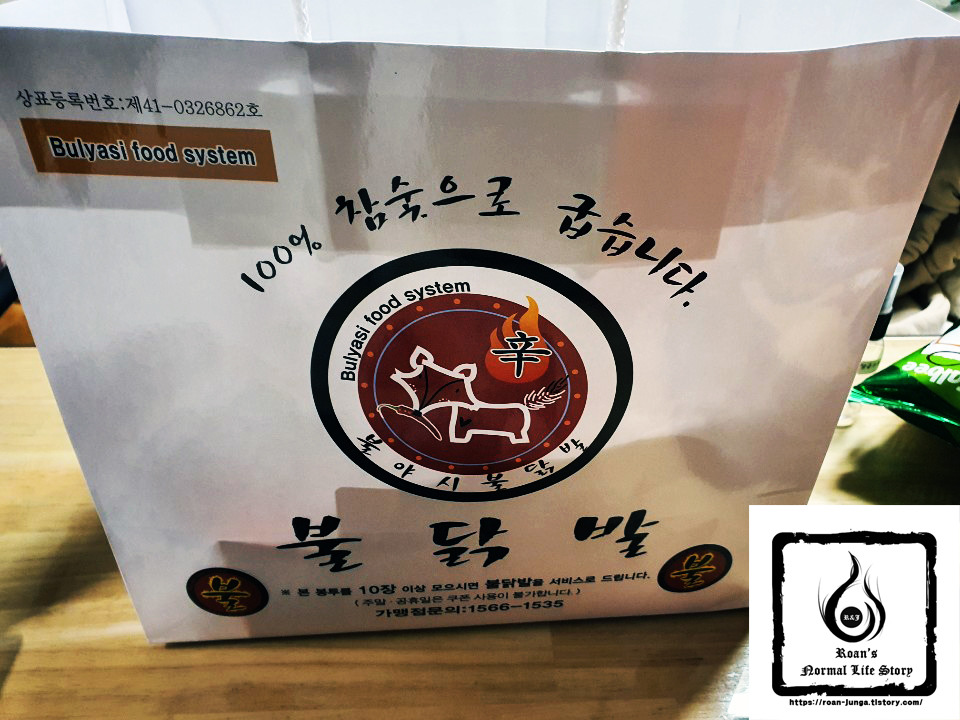 상표등록번호:제41-0326862호
Bulyasi food system
100% 참숯으로 굽습니다.
Bulyasi food system
辛
불야시불닭발
불 닭 발
불
※ 본 봉투를 10장 이상 모으시면 불닭발을 서비스로 드립니다.
불
( 주말 · 공휴일은 쿠폰 사용이 불가합니다. )
가맹점문의:1566-1535
albee
R&J
Roan's
Normal Life Story
https://roan-junga.tistory.com/